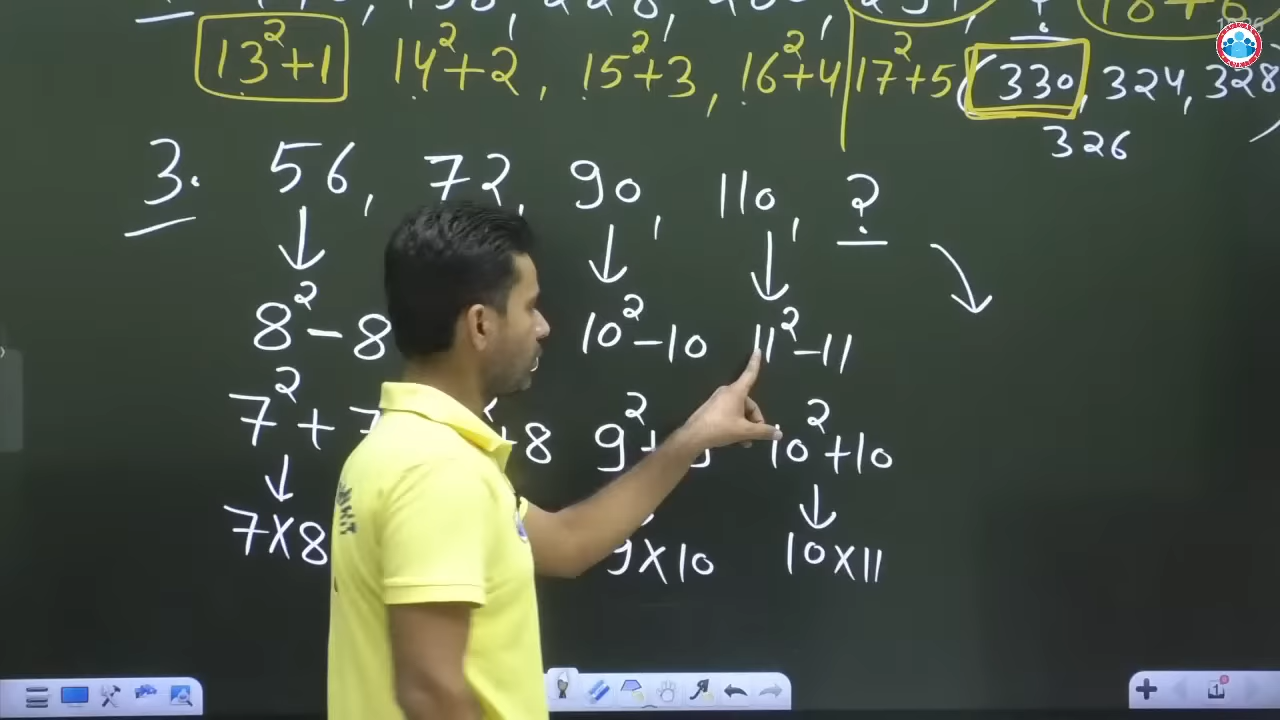 13²+1 14²+2, 15²+3, 16²+4 17²+5 (330, 324, 328
326
3. 56, 72, 90, 110, ?
8²-8 10²-10 11²-11
7²+7 +8 9²+ 10²+10
7×8 9×10 10×11